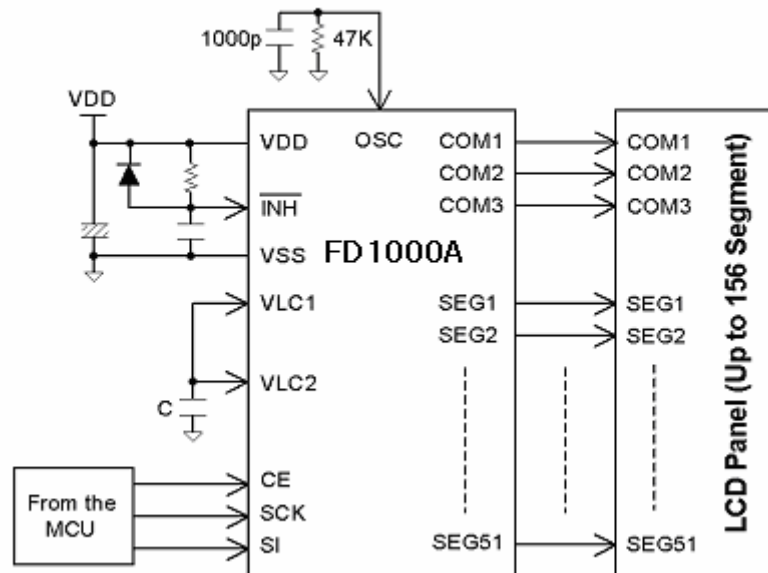 1000p
47K
VDD
VDD
OSC
COM1
COM1
COM2
COM2
INH
COM3
COM3
VSS
FD1000A
VLC1
SEG1
SEG1
SEG2
SEG2
VLC2
C
CE
From the
MCU
SCK
SI
SEG51
SEG51
LCD Panel (Up to 156 Segment)